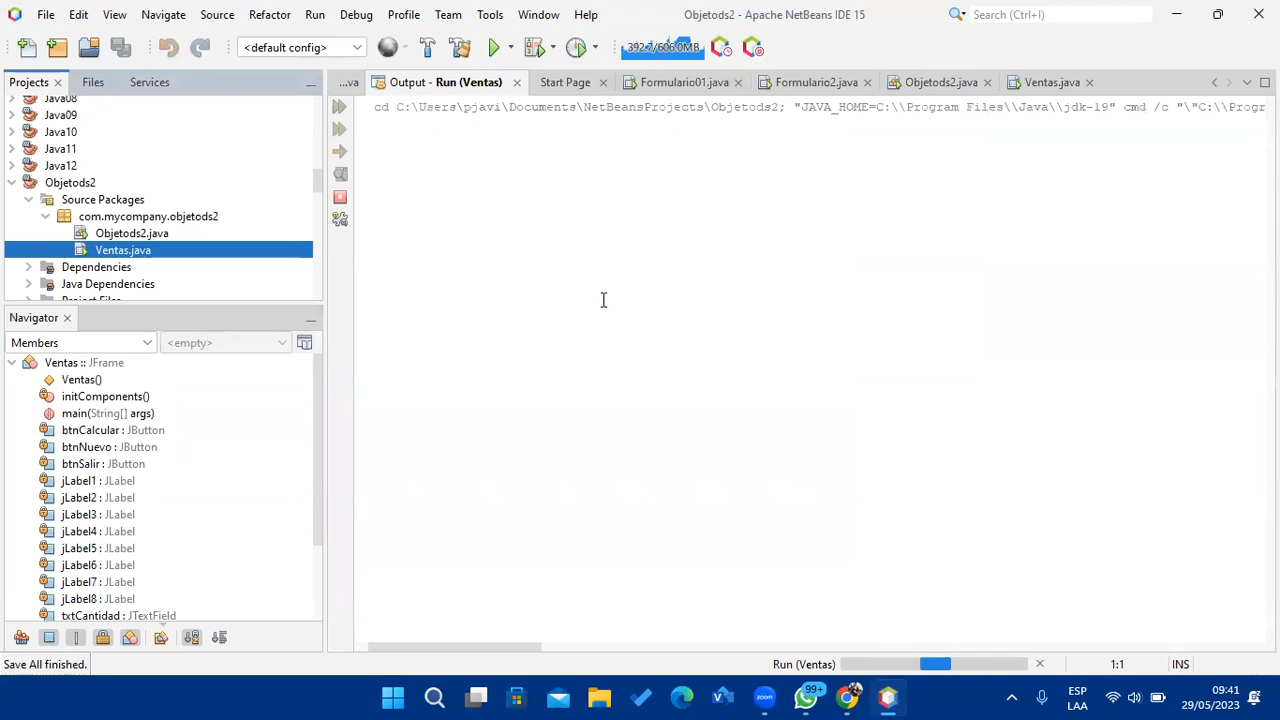 File Edit View Navigate Source Refactor Run Debug Profile Team Tools Window Help Objetods2 - Apache NetBeans IDE 15 Search (Ctrl+I)
<default config> 392.7/606.0MB
Projects Files Services ...va Output - Run (Ventas) Start Page Formulario01.java Formulario2.java Objetods2.java Ventas.java
cd C:\Users\pjavi\Documents\NetBeansProjects\Objetods2; "JAVA_HOME=C:\\Program Files\\Java\\jdk-19" cmd /c "\"C:\\Progr
Java08
Java09
Java10
Java11
Java12
Objetods2
Source Packages
com.mycompany.objetods2
Objetods2.java
Ventas.java
Dependencies
Java Dependencies
Project Files
Navigator
Members <empty>
Ventas :: JFrame
Ventas()
initComponents()
main(String[] args)
btnCalcular : JButton
btnNuevo : JButton
btnSalir : JButton
jLabel1 : JLabel
jLabel2 : JLabel
jLabel3 : JLabel
jLabel4 : JLabel
jLabel5 : JLabel
jLabel6 : JLabel
jLabel7 : JLabel
jLabel8 : JLabel
txtCantidad : JTextField
Save All finished. Run (Ventas) 1:1 INS
zoom 99+ ESP
LAA
09:41
29/05/2023